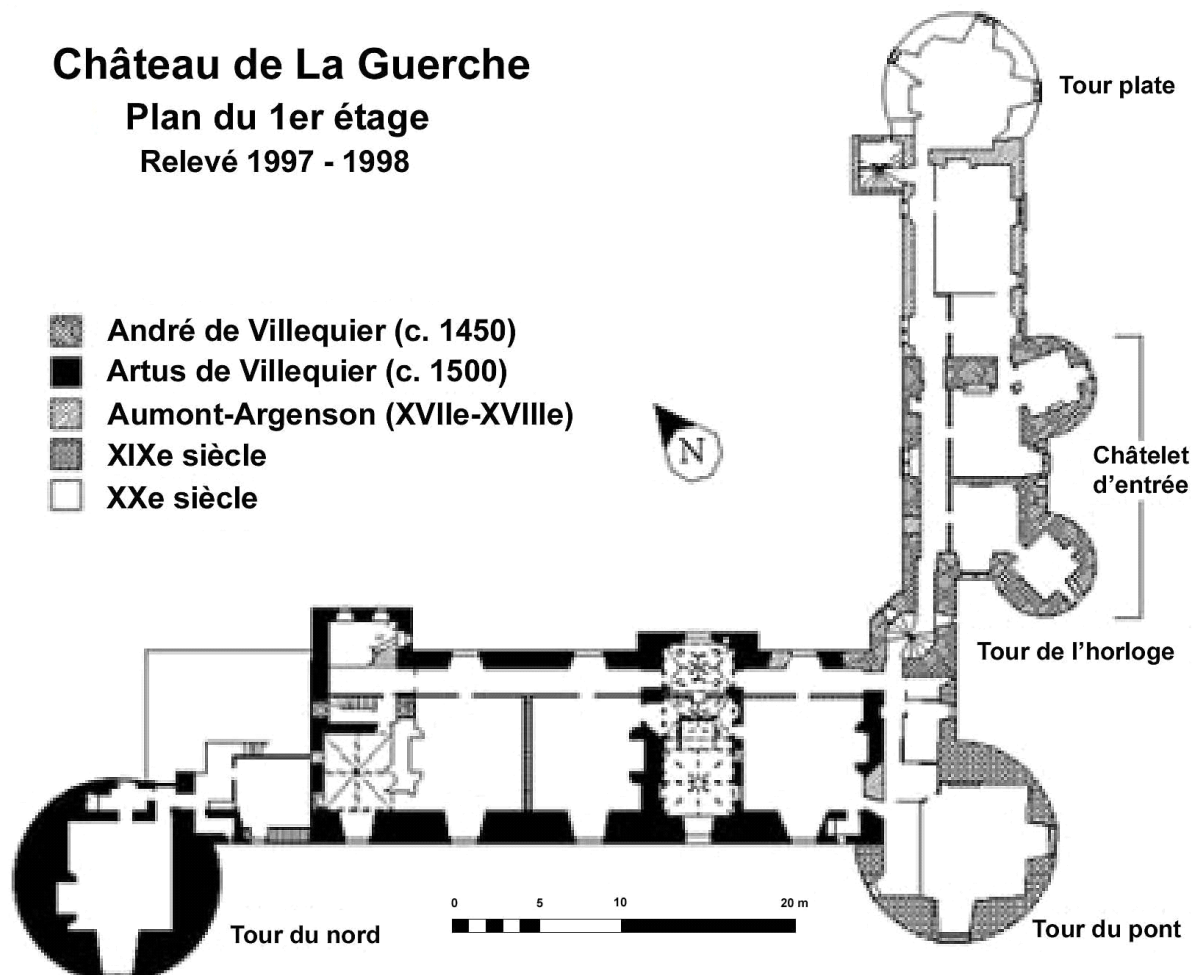 Château de La Guerche
Plan du 1er étage
Relevé 1997 - 1998
Tour plate
André de Villequier (c. 1450)
Artus de Villequier (c. 1500)
Aumont-Argenson (XVIIe-XVIIIe)
XIXe siècle
XXe siècle
N
Châtelet
d’entrée
Tour de l’horloge
Tour du nord
0 5 10 20 m
Tour du pont